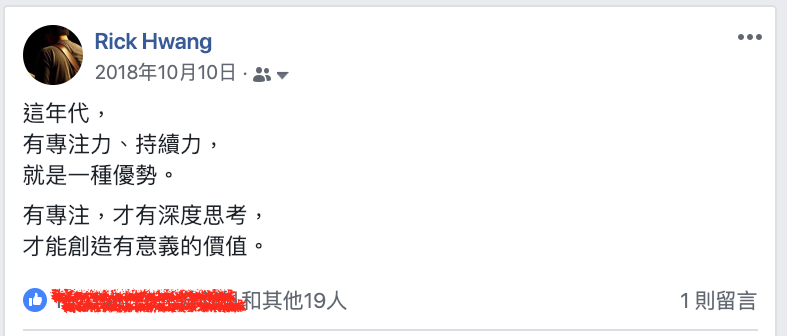 Rick Hwang
2018年10月10日 ·
這年代，
有專注力、持續力，
就是一種優勢。
有專注，才有深度思考，
才能創造有意義的價值。
和其他19人
1 則留言